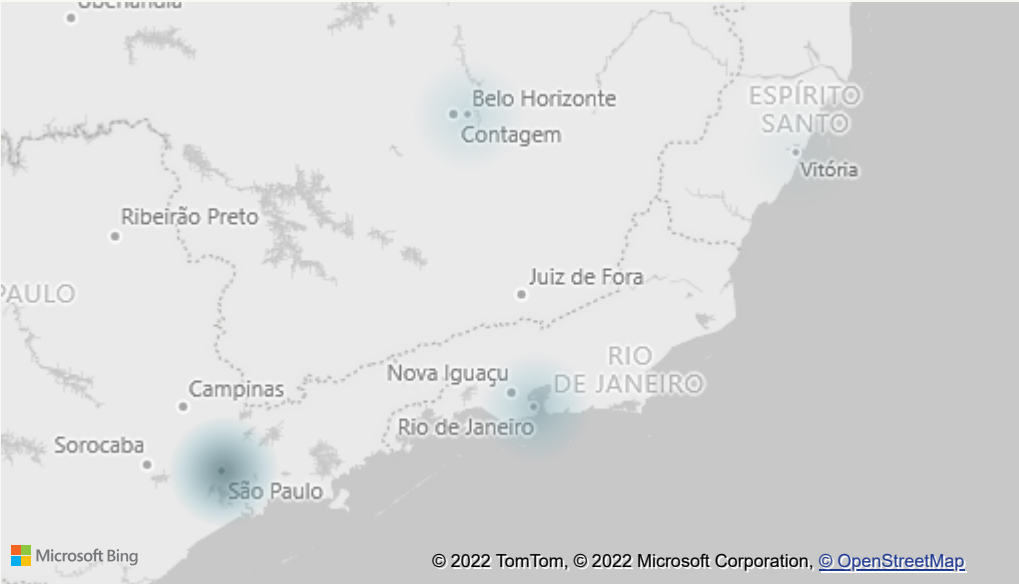 Uberlândia
Belo Horizonte
Contagem
ESPÍRITO
SANTO
Vitória
Ribeirão Preto
Juiz de Fora
PAULO
RIO
DE JANEIRO
Nova Iguaçu
Campinas
Rio de Janeiro
Sorocaba
São Paulo
Microsoft Bing
© 2022 TomTom, © 2022 Microsoft Corporation, © OpenStreetMap